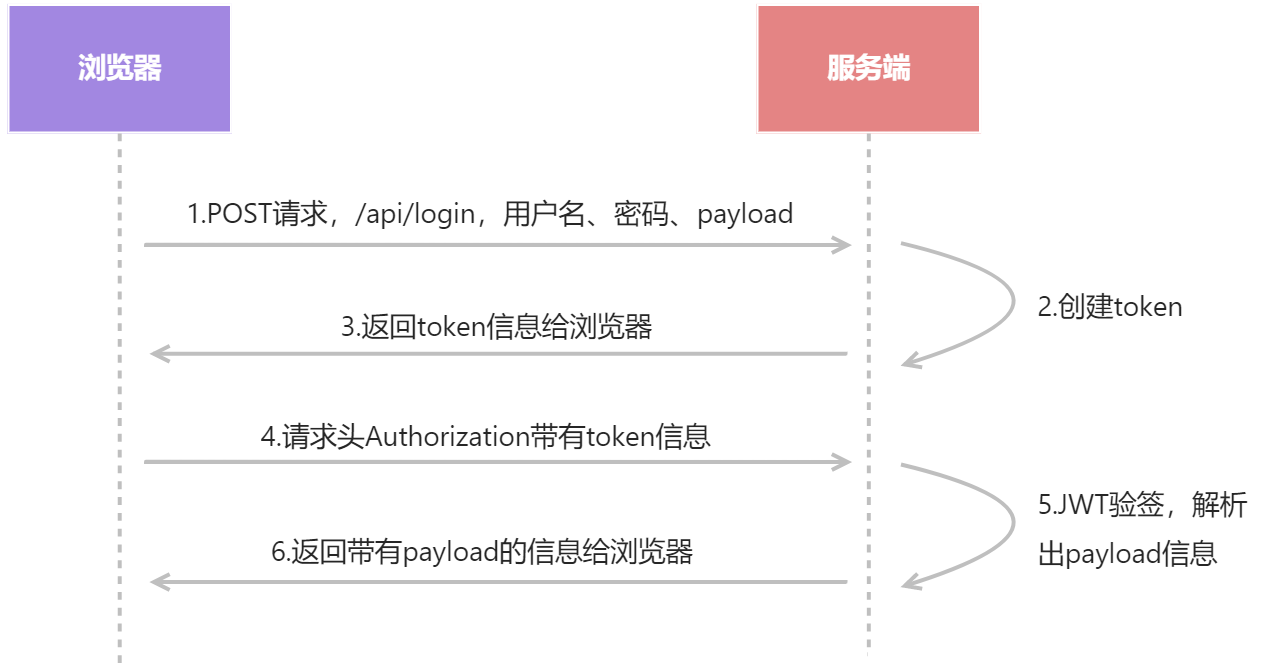 浏览器
服务端
1.POST请求，/api/login，用户名、密码、payload
2.创建token
3.返回token信息给浏览器
4.请求头Authorization带有token信息
5.JWT验签，解析
出payload信息
6.返回带有payload的信息给浏览器